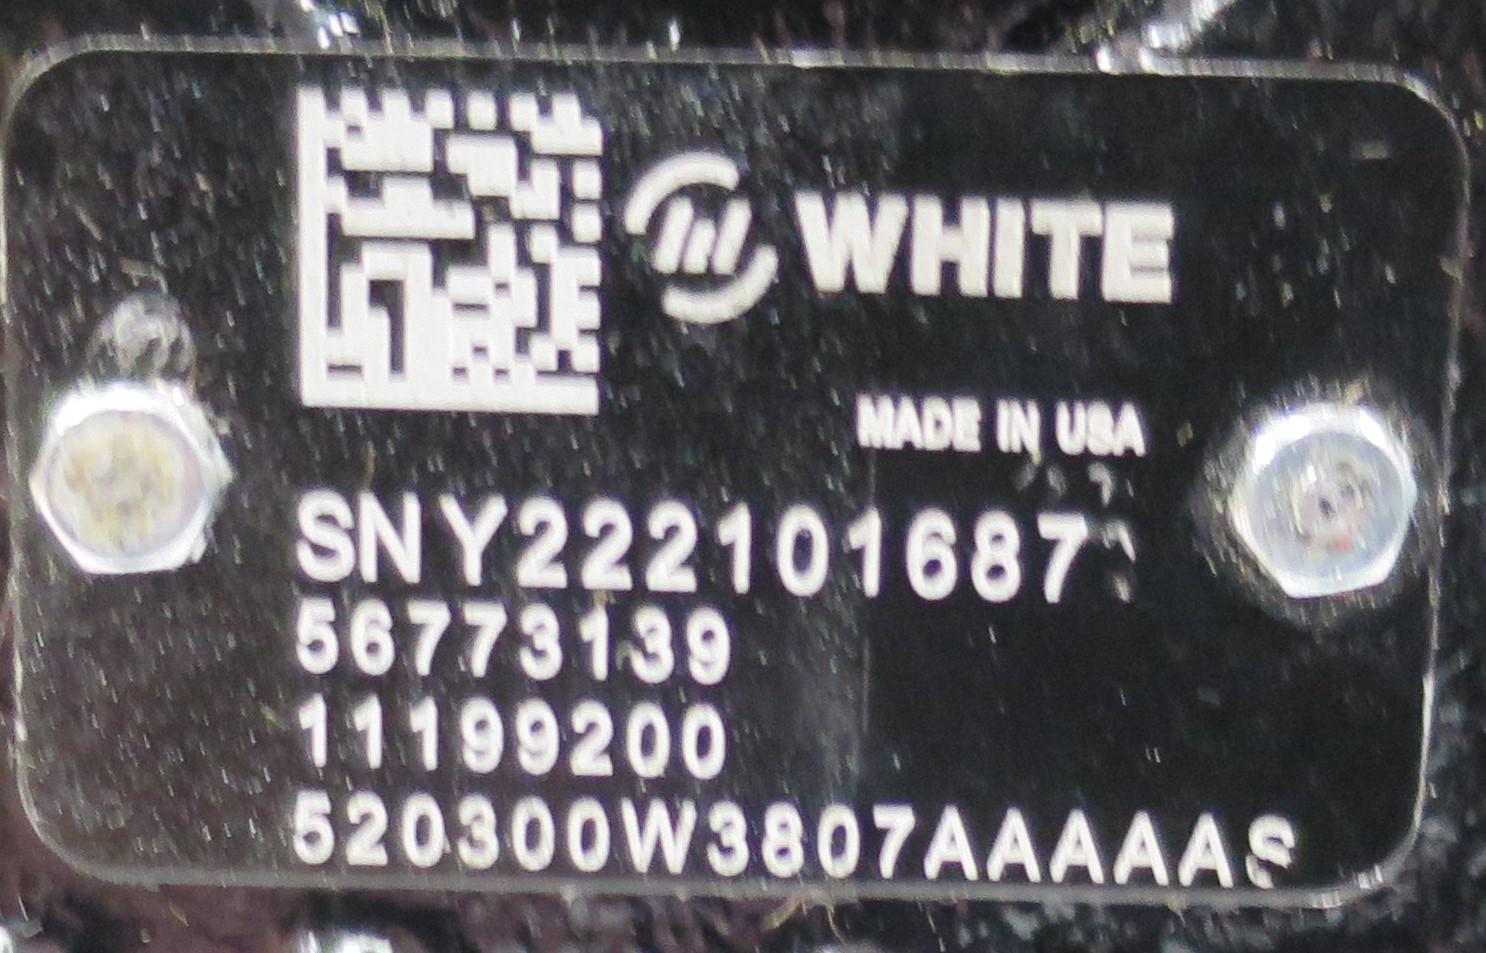 WHITE
MADE IN USA
SNY222101687
56773139
11199200
520300W3807AAAAAS